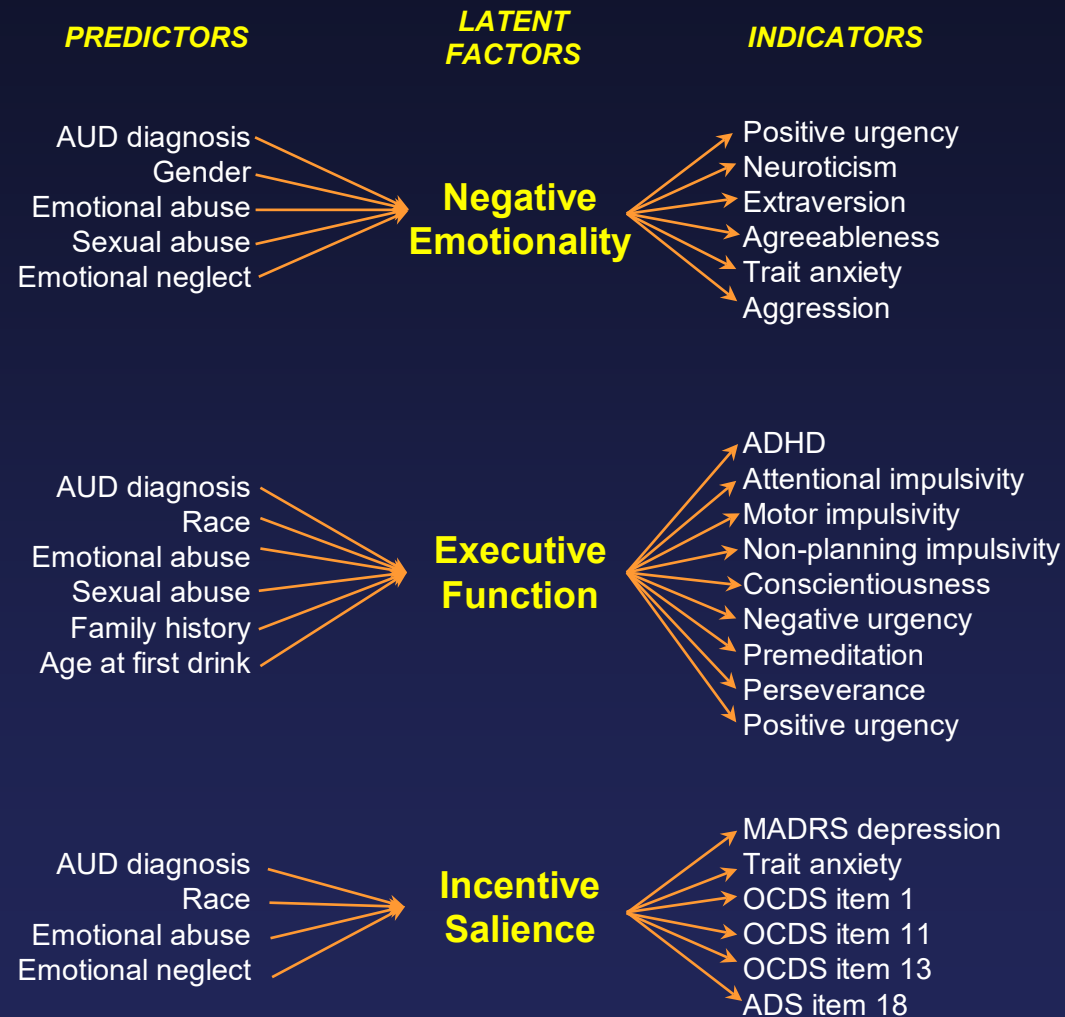 PREDICTORS
LATENT
FACTORS
INDICATORS
AUD diagnosis
Gender
Emotional abuse
Sexual abuse
Emotional neglect
Negative
Emotionality
Positive urgency
Neuroticism
Extraversion
Agreeableness
Trait anxiety
Aggression
AUD diagnosis
Race
Emotional abuse
Sexual abuse
Family history
Age at first drink
Executive
Function
ADHD
Attentional impulsivity
Motor impulsivity
Non-planning impulsivity
Conscientiousness
Negative urgency
Premeditation
Perseverance
Positive urgency
AUD diagnosis
Race
Emotional abuse
Emotional neglect
Incentive
Salience
MADRS depression
Trait anxiety
OCDS item 1
OCDS item 11
OCDS item 13
ADS item 18